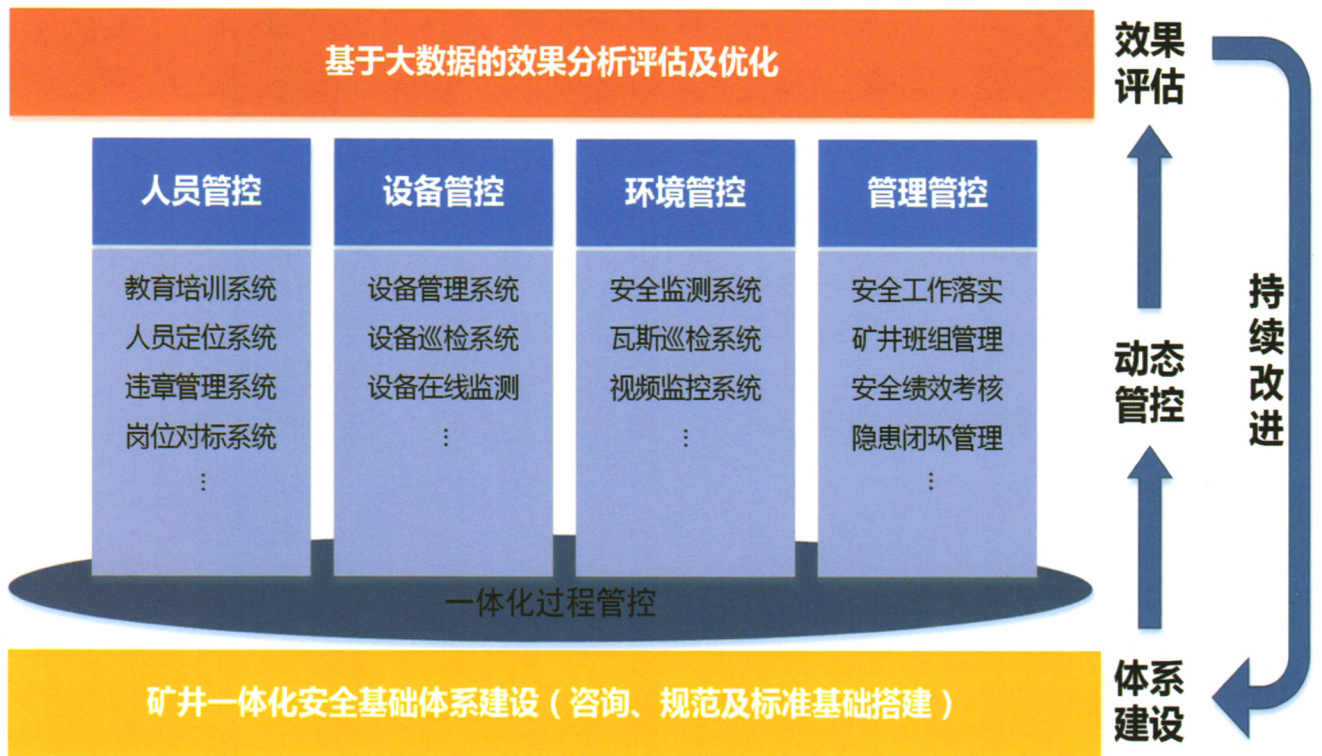 基于大数据的效果分析评估及优化
效果
评估
人员管控
教育培训系统
人员定位系统
违章管理系统
岗位对标系统
⋮
设备管控
设备管理系统
设备巡检系统
设备在线监测
⋮
环境管控
安全监测系统
瓦斯巡检系统
视频监控系统
⋮
管理管控
安全工作落实
矿井班组管理
安全绩效考核
隐患闭环管理
⋮
动态
管控
持
续
改
进
一体化过程管控
矿井一体化安全基础体系建设（咨询、规范及标准基础搭建）
体系
建设